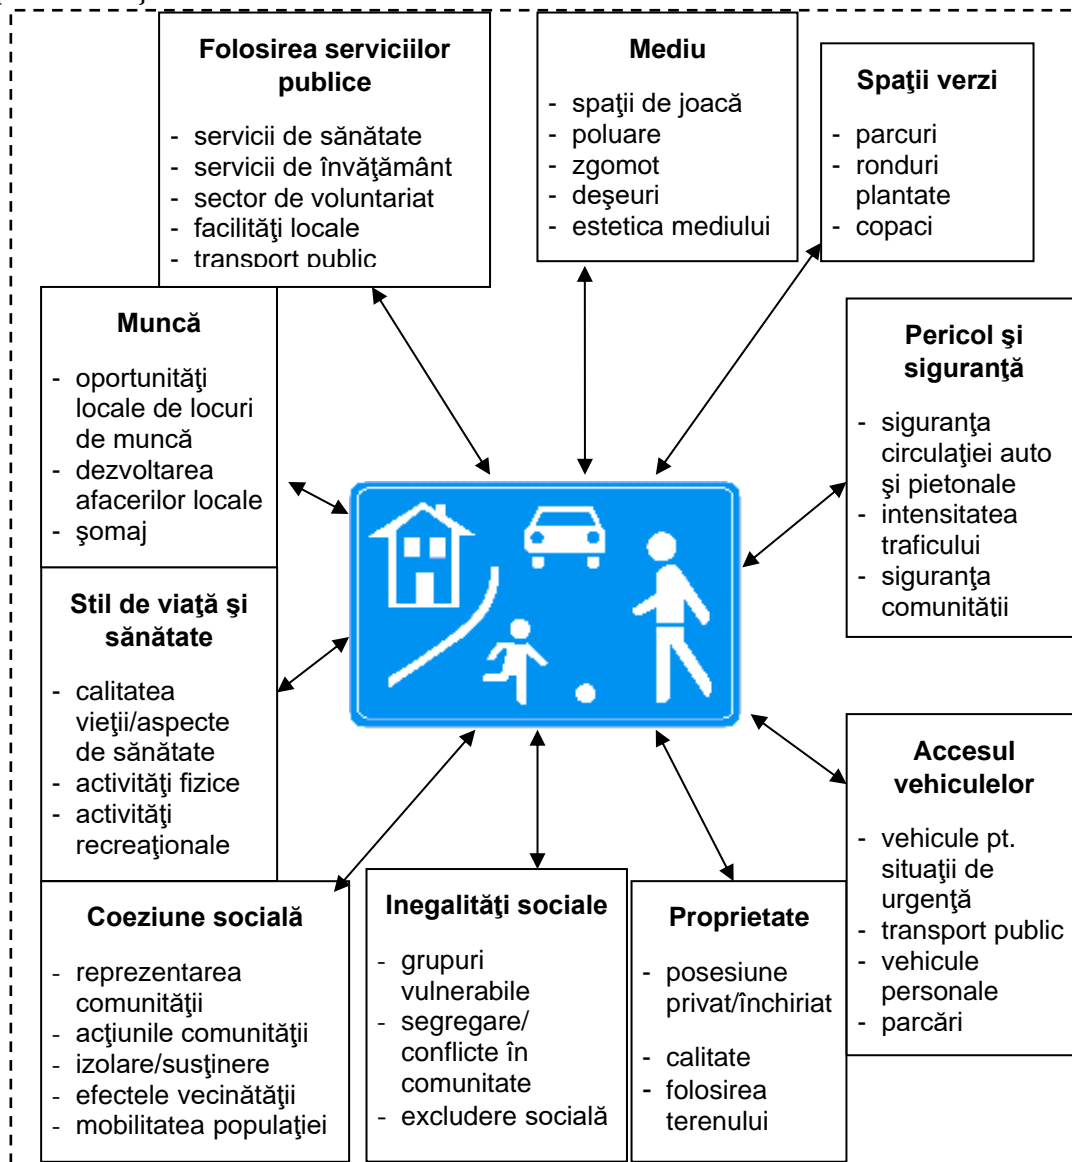 Folosirea serviciilor
publice
- servicii de sănătate
- servicii de învăţământ
- sector de voluntariat
- facilităţi locale
- transport public
Mediu
- spaţii de joacă
- poluare
- zgomot
- deşeuri
- estetica mediului
Spaţii verzi
- parcuri
- ronduri
plantate
- copaci
Muncă
- oportunităţi
locale de locuri
de muncă
- dezvoltarea
afacerilor locale
- şomaj
Pericol şi
siguranţă
- siguranţa
circulaţiei auto
şi pietonale
- intensitatea
traficului
- siguranţa
comunităţii
Stil de viaţă şi
sănătate
- calitatea
vieţii/aspecte
de sănătate
- activităţi fizice
- activităţi
recreaţionale
Accesul
vehiculelor
- vehicule pt.
situaţii de
urgenţă
- transport public
- vehicule
personale
- parcări
Coeziune socială
- reprezentarea
comunităţii
- acţiunile comunităţii
- izolare/susţinere
- efectele vecinătăţii
- mobilitatea populaţiei
Inegalităţi sociale
- grupuri
vulnerabile
- segregare/
conflicte în
comunitate
- excludere socială
Proprietate
- posesiune
privat/închiriat
- calitate
- folosirea
terenului